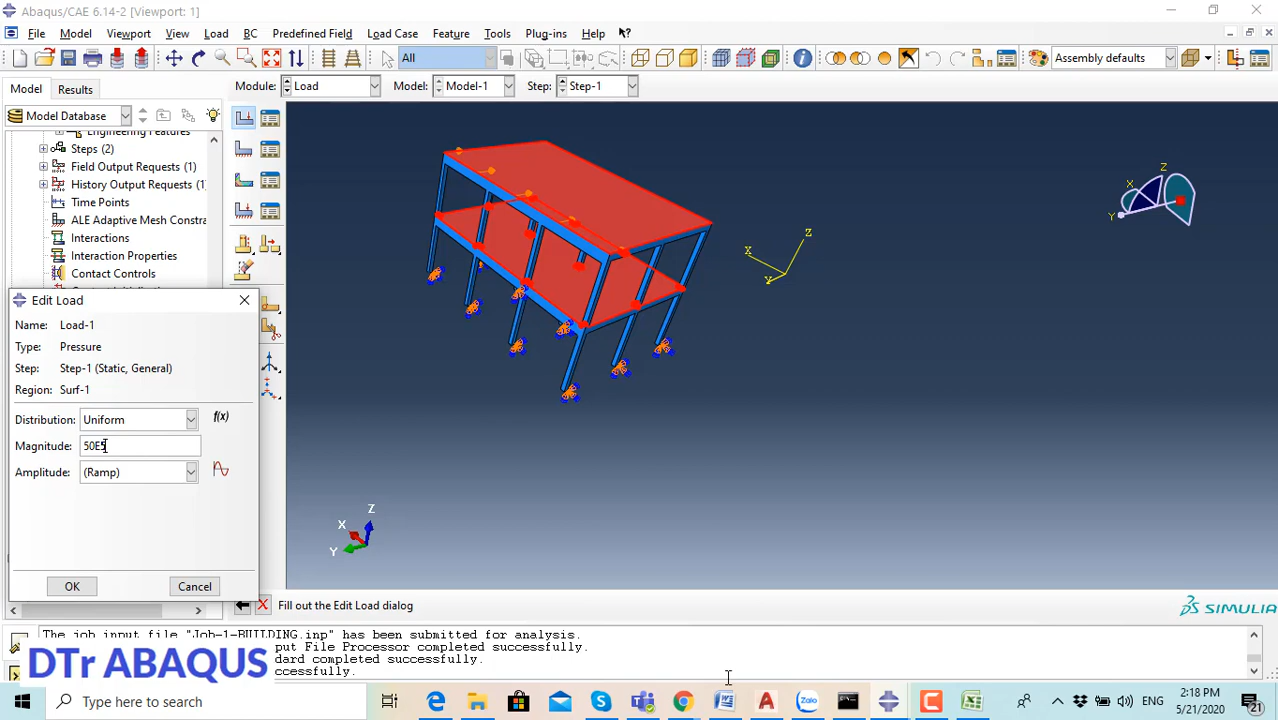 Abaqus/CAE 6.14-2 [Viewport: 1]
File Model Viewport View Load BC Predefined Field Load Case Feature Tools Plug-ins Help
All Assembly defaults
Model Results Module: Load Model: Model-1 Step: Step-1
Model Database
Engineering Features
Steps (2)
Field Output Requests (1)
History Output Requests (1)
Time Points
ALE Adaptive Mesh Constra
Interactions
Interaction Properties
Contact Controls
Edit Load
Name: Load-1
Type: Pressure
Step: Step-1 (Static, General)
Region: Surf-1
Distribution: Uniform f(x)
Magnitude: 50E5
Amplitude: (Ramp)
OK Cancel
X Z Y
X Z Y
Z X Y
Fill out the Edit Load dialog
SIMULIA
The job input file "Job-1-BUILDING.inp" has been submitted for analysis.
put File Processor completed successfully.
dard completed successfully.
ccessfully.
DTr ABAQUS
Type here to search
Zalo
2:18 PM
5/21/2020
21